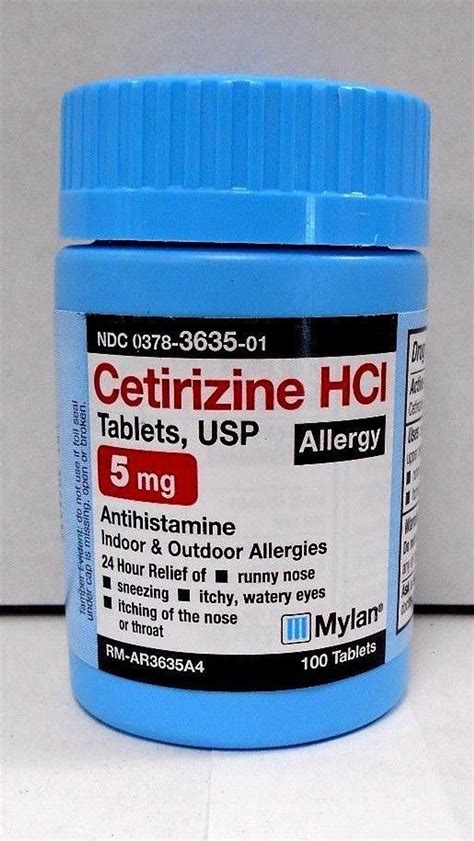 NDC 0378-3635-01
Cetirizine HCl
Tablets, USP
Allergy
5 mg
Antihistamine
Indoor & Outdoor Allergies
24 Hour Relief of ■ runny nose
■ sneezing ■ itchy, watery eyes
■ itching of the nose
or throat
Mylan®
RM-AR3635A4
100 Tablets
Tamper Evident: do not use if foil seal
under cap is missing, open or broken.